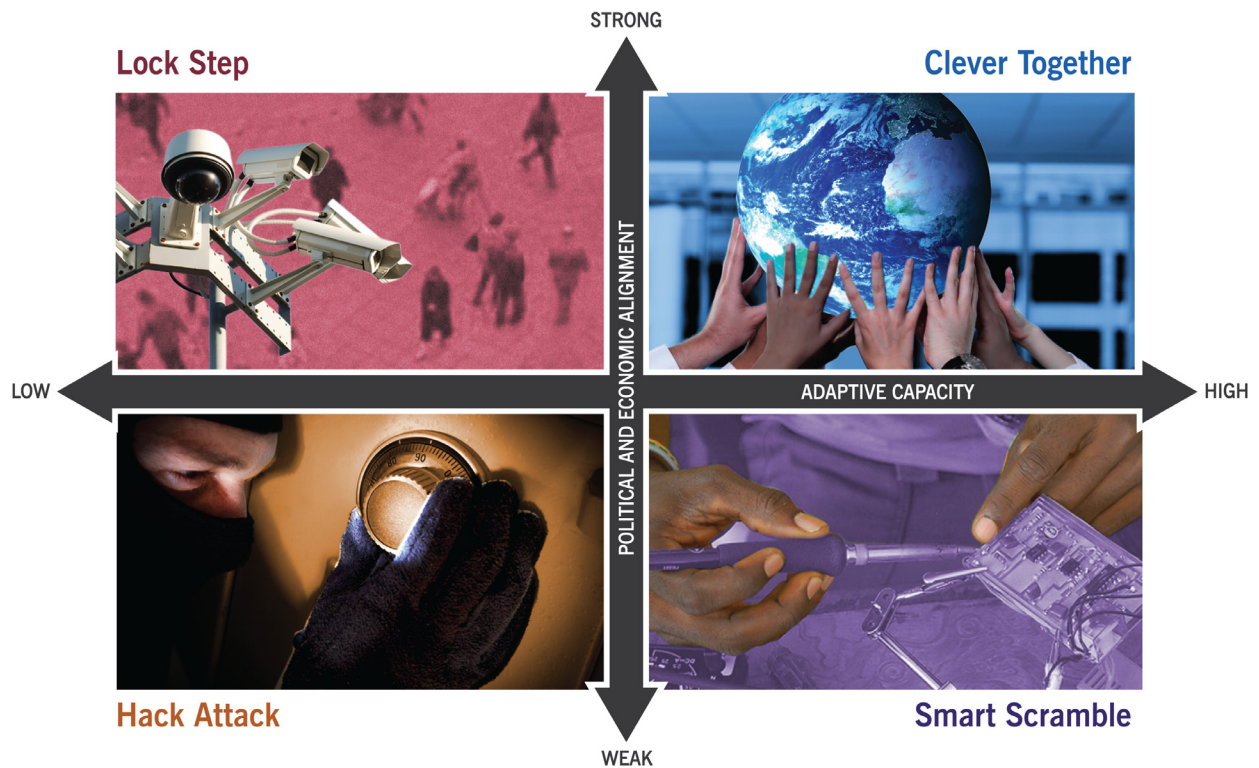 STRONG
Lock Step
Clever Together
POLITICAL AND ECONOMIC ALIGNMENT
LOW
ADAPTIVE CAPACITY
HIGH
90
Hack Attack
Smart Scramble
WEAK